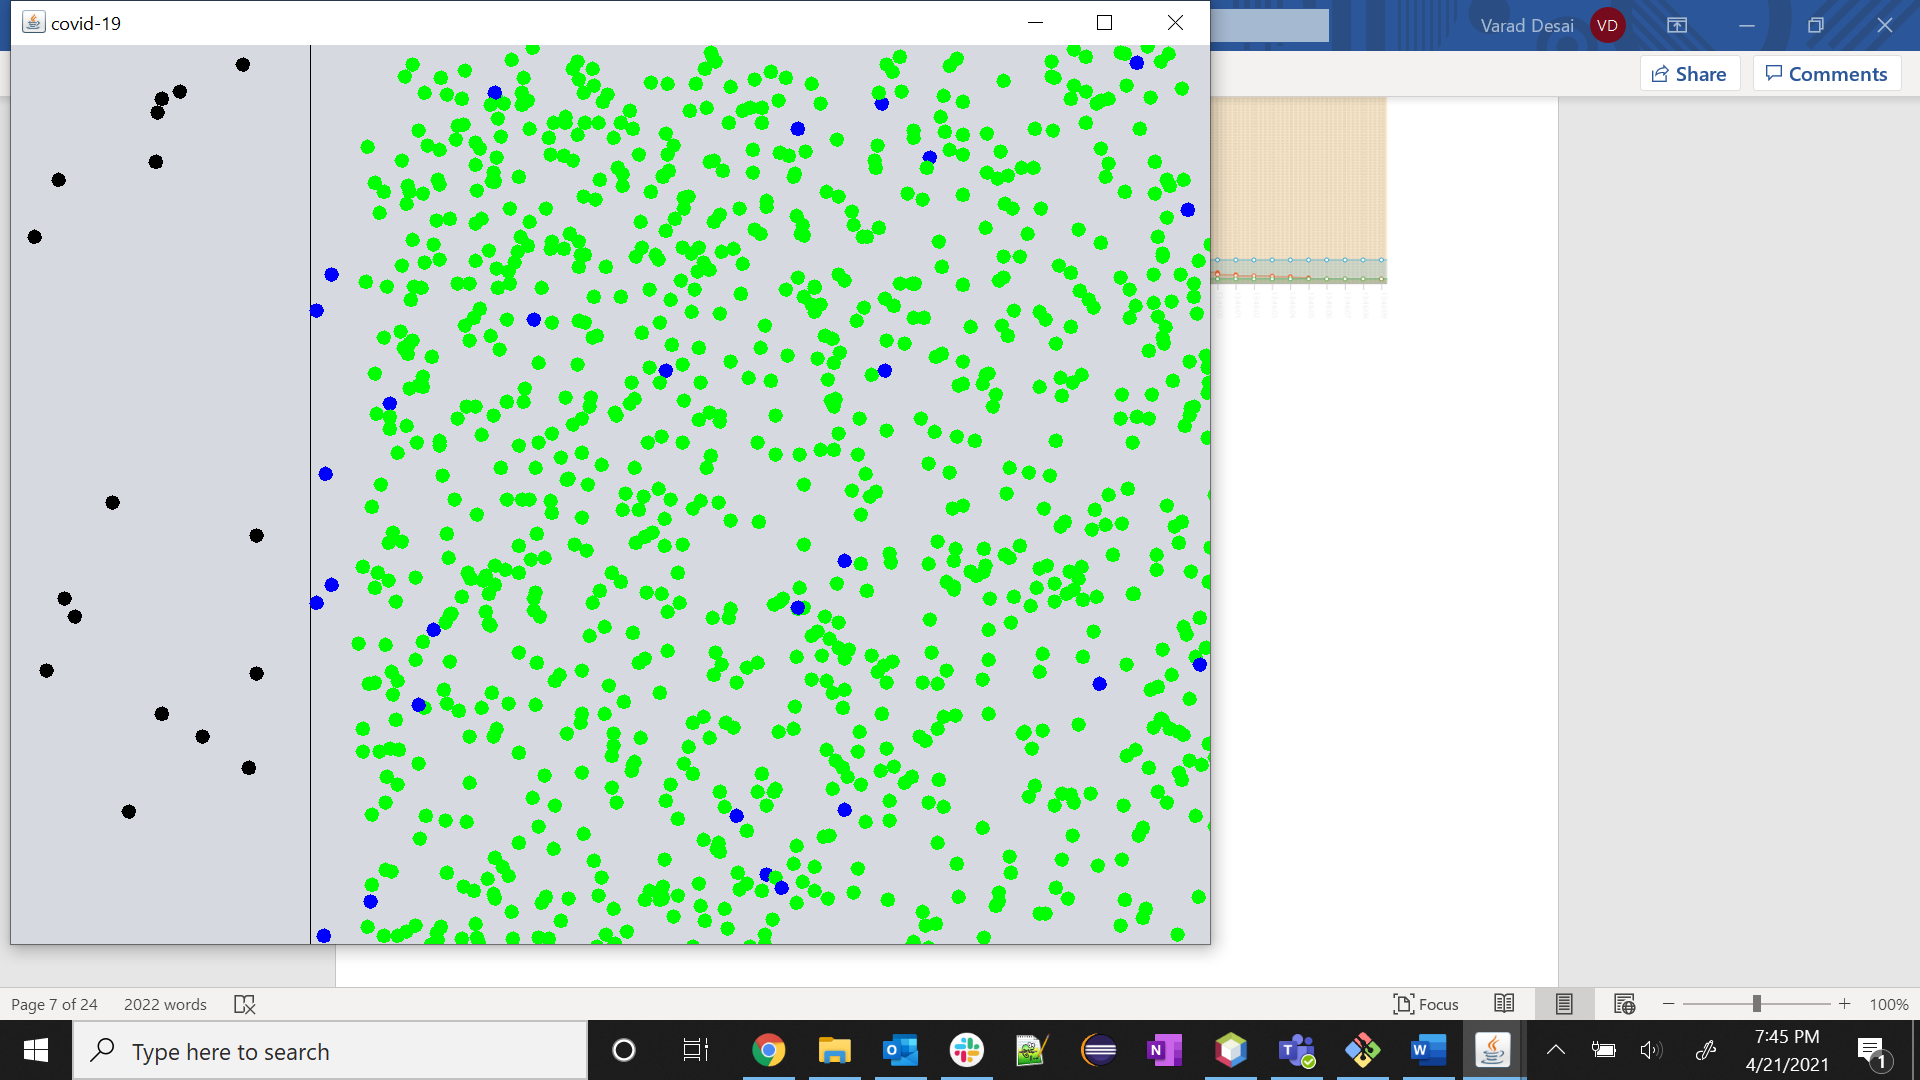 covid-19
Varad Desai VD
Share Comments
Page 7 of 24 2022 words
Focus
100%
Type here to search
7:45 PM
4/21/2021
1